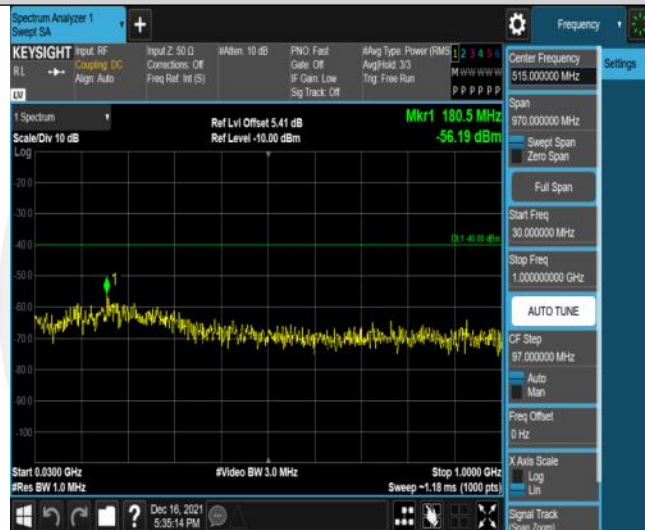 Spectrum Analyzer 1
Swept SA
+
Frequency
KEYSIGHT
RL
Input: RF
Coupling: DC
Align: Auto
Input Z: 50 Ω
Corrections: Off
Freq Ref: Int (S)
#Atten: 10 dB
PNO: Fast
Gate: Off
IF Gain: Low
Sig Track: Off
#Avg Type: Power (RMS
Avg|Hold: 3/3
Trig: Free Run
1 2 3 4 5 6
M W W W W W
P P P P P P
1 Spectrum
Scale/Div 10 dB
Log
Ref Lvl Offset 5.41 dB
Ref Level -10.00 dBm
Mkr1 180.5 MHz
-56.19 dBm
-20.0
-30.0
-40.0
-50.0
-60.0
-70.0
-80.0
-90.0
-100
DL1 -40.00 dBm
1
Start 0.0300 GHz
#Res BW 1.0 MHz
#Video BW 3.0 MHz
Stop 1.0000 GHz
Sweep ~1.18 ms (1000 pts)
?
Dec 16, 2021
5:35:14 PM
Settings
Center Frequency
515.000000 MHz
Span
970.000000 MHz
Swept Span
Zero Span
Full Span
Start Freq
30.000000 MHz
Stop Freq
1.000000000 GHz
AUTO TUNE
CF Step
97.000000 MHz
Auto
Man
Freq Offset
0 Hz
X Axis Scale
Log
Lin
Signal Track
(Span Zoom)